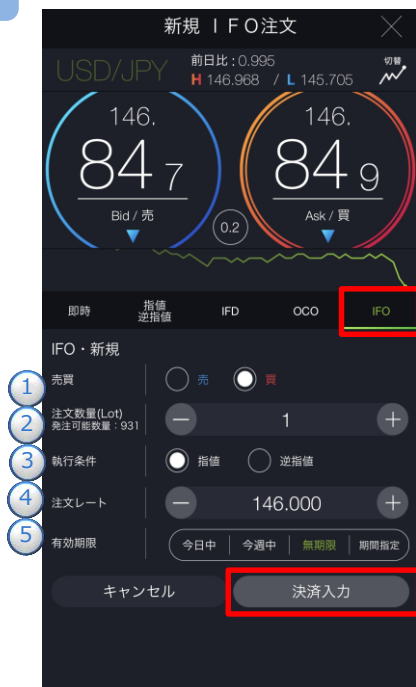 新規 IFO注文
USD/JPY
前日比:0.995
H 146.968 / L 145.705
切替
146.
847
Bid / 売
0.2
146.
849
Ask / 買
即時
指値
逆指値
IFD
OCO
IFO
IFO・新規
1
売買
売
買
2
注文数量(Lot)
発注可能数量:931
1
3
執行条件
指値
逆指値
4
注文レート
146.000
5
有効期限
今日中
今週中
無期限
期間指定
キャンセル
決済入力